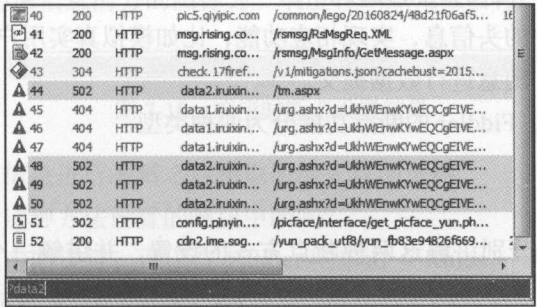 40 200 HTTP pic5.qiyipic.com /common/lego/20160824/48d21f06af5... 16
41 200 HTTP msg.rising.co... /rsmsg/RsMsgReq.XML
42 200 HTTP msg.rising.co... /rsmsg/MsgInfo/GetMessage.aspx
43 304 HTTP check.17firef... /v1/mitigations.json?cachebust=2015...
44 502 HTTP data2.iruixin... /tm.aspx
45 404 HTTP data1.iruixin... /urg.ashx?d=UkhWEnwKYwEQCgEIVE...
46 404 HTTP data1.iruixin... /urg.ashx?d=UkhWEnwKYwEQCgEIVE...
47 404 HTTP data1.iruixin... /urg.ashx?d=UkhWEnwKYwEQCgEIVE...
48 502 HTTP data2.iruixin... /urg.ashx?d=UkhWEnwKYwEQCgEIVE...
49 502 HTTP data2.iruixin... /urg.ashx?d=UkhWEnwKYwEQCgEIVE...
50 502 HTTP data2.iruixin... /urg.ashx?d=UkhWEnwKYwEQCgEIVE...
51 302 HTTP config.pinyin.... /picface/interface/get_picface_yun.ph...
52 200 HTTP cdn2.ime.sog... /yun_pack_utf8/yun_fb83e94826f669...
?data2